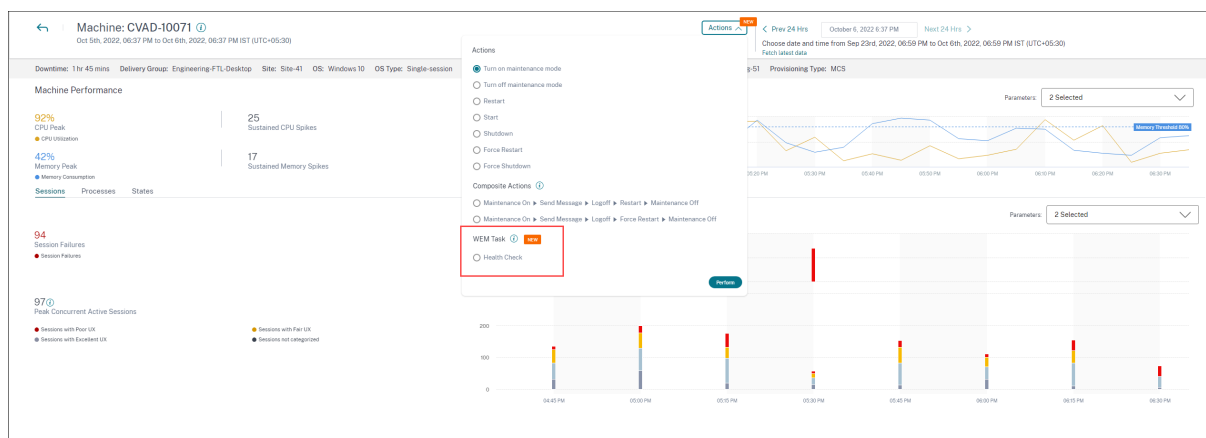 Machine: CVAD-10071
Oct 5th, 2022, 06:37 PM to Oct 6th, 2022, 06:37 PM IST (UTC+05:30)
Actions
NEW
Prev 24 Hrs
October 6, 2022 6:37 PM
Next 24 Hrs
Choose date and time from Sep 23rd, 2022, 06:59 PM to Oct 6th, 2022, 06:59 PM IST (UTC+05:30)
Fetch latest data
Downtime: 1 hr 45 mins Delivery Group: Engineering-FTL-Desktop Site: Site-41 OS: Windows 10 OS Type: Single-session
g-51 Provisioning Type: MCS
Machine Performance
92%
CPU Peak
CPU Utilization
25
Sustained CPU Spikes
42%
Memory Peak
Memory Consumption
17
Sustained Memory Spikes
Sessions Processes States
94
Session Failures
Session Failures
97
Peak Concurrent Active Sessions
Sessions with Poor UX
Sessions with Fair UX
Sessions with Excellent UX
Sessions not categorized
Actions
Turn on maintenance mode
Turn off maintenance mode
Restart
Start
Shutdown
Force Restart
Force Shutdown
Composite Actions
Maintenance On ▶ Send Message ▶ Logoff ▶ Restart ▶ Maintenance Off
Maintenance On ▶ Send Message ▶ Logoff ▶ Force Restart ▶ Maintenance Off
WEM Task NEW
Health Check
Perform
Parameters: 2 Selected
Memory Threshold 80%
05:20 PM 05:30 PM 05:40 PM 05:50 PM 06:00 PM 06:10 PM 06:20 PM 06:30 PM
Parameters: 2 Selected
200
100
0
04:45 PM 05:00 PM 05:15 PM 05:30 PM 05:45 PM 06:00 PM 06:15 PM 06:30 PM